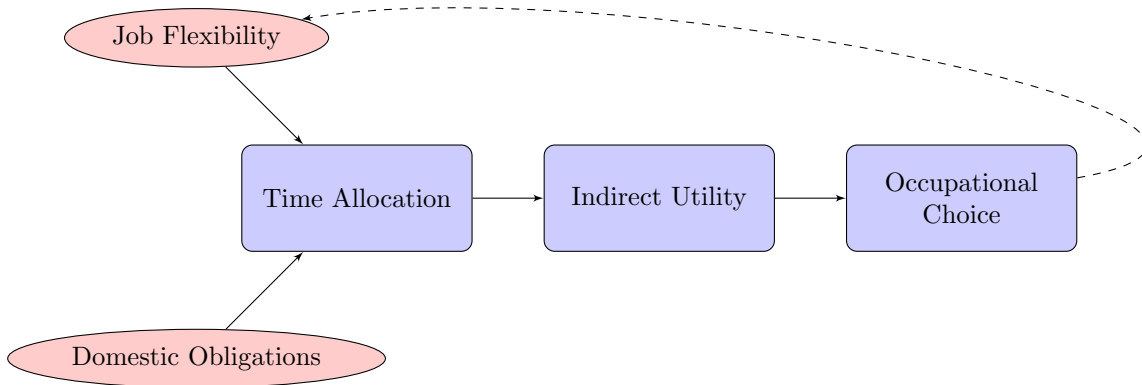 Job Flexibility
Time Allocation
Indirect Utility
Occupational
Choice
Domestic Obligations